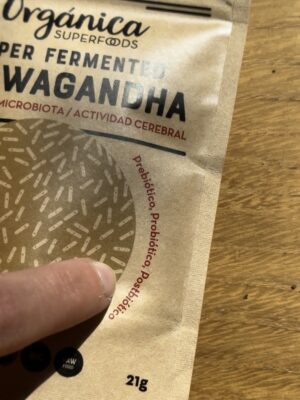 Orgánica
SUPERFOODS
PER FERMENTED
WAGANDHA
MICROBIOTA / ACTIVIDAD CEREBRAL
Prebiótico, Probiótico, Postbiótico
21g